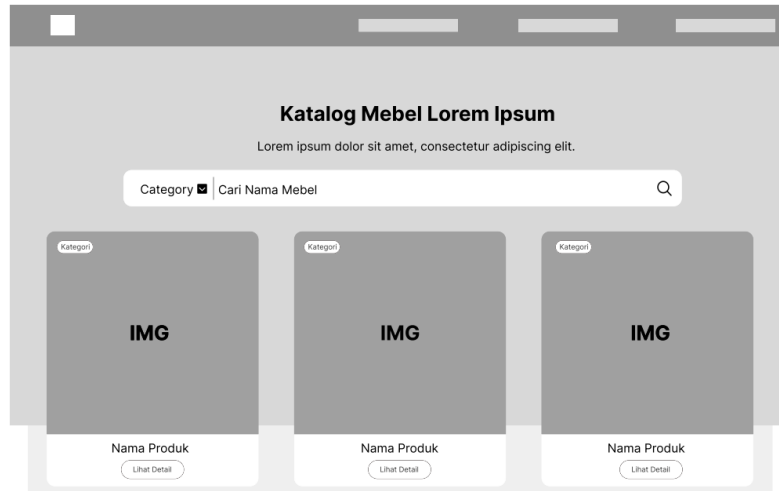 Katalog Mebel Lorem Ipsum
Lorem ipsum dolor sit amet, consectetur adipiscing elit.
Category Cari Nama Mebel
Kategori Kategori Kategori
IMG IMG IMG
Nama Produk Nama Produk Nama Produk
Lihat Detail Lihat Detail Lihat Detail